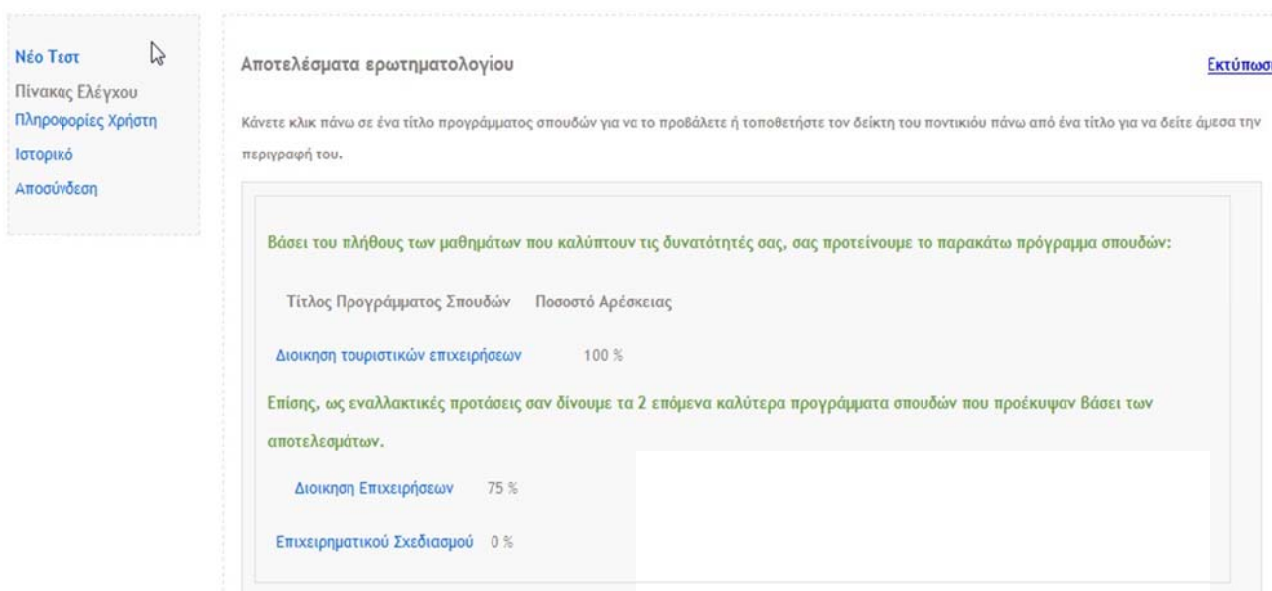 Νέο Τεστ
Πίνακας Ελέγχου
Πληροφορίες Χρήστη
Ιστορικό
Αποσύνδεση
Αποτελέσματα ερωτηματολογίου
Εκτύπωση
Κάνετε κλικ πάνω σε ένα τίτλο προγράμματος σπουδών για να το προβάλετε ή τοποθετήστε τον δείκτη του ποντικιόυ πάνω από ένα τίτλο για να δείτε άμεσα την
περιγραφή του.
Βάσει του πλήθους των μαθημάτων που καλύπτουν τις δυνατότητές σας, σας προτείνουμε το παρακάτω πρόγραμμα σπουδών:
Τίτλος Προγράμματος Σπουδών Ποσοστό Αρέσκειας
Διοικηση τουριστικών επιχειρήσεων 100 %
Επίσης, ως εναλλακτικές προτάσεις σαν δίνουμε τα 2 επόμενα καλύτερα προγράμματα σπουδών που προέκυψαν βάσει των
αποτελεσμάτων.
Διοικηση Επιχειρήσεων 75 %
Επιχειρηματικού Σχεδιασμού 0 %